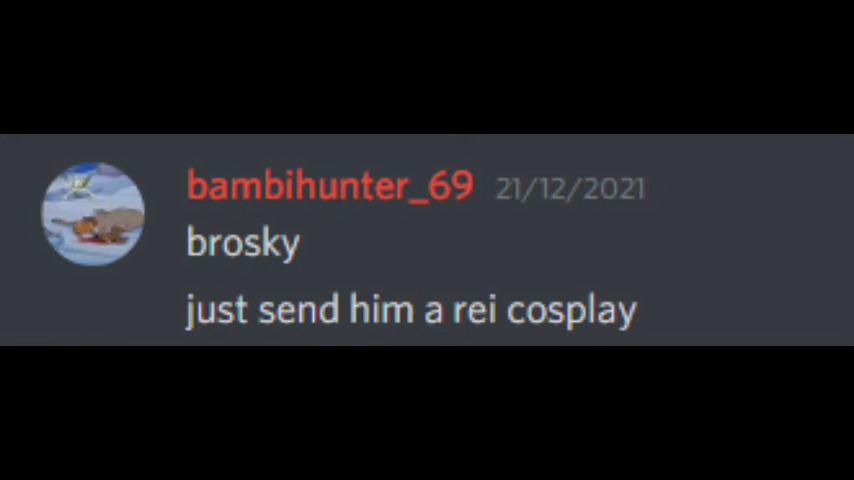 bambihunter_69 21/12/2021
brosky
just send him a rei cosplay